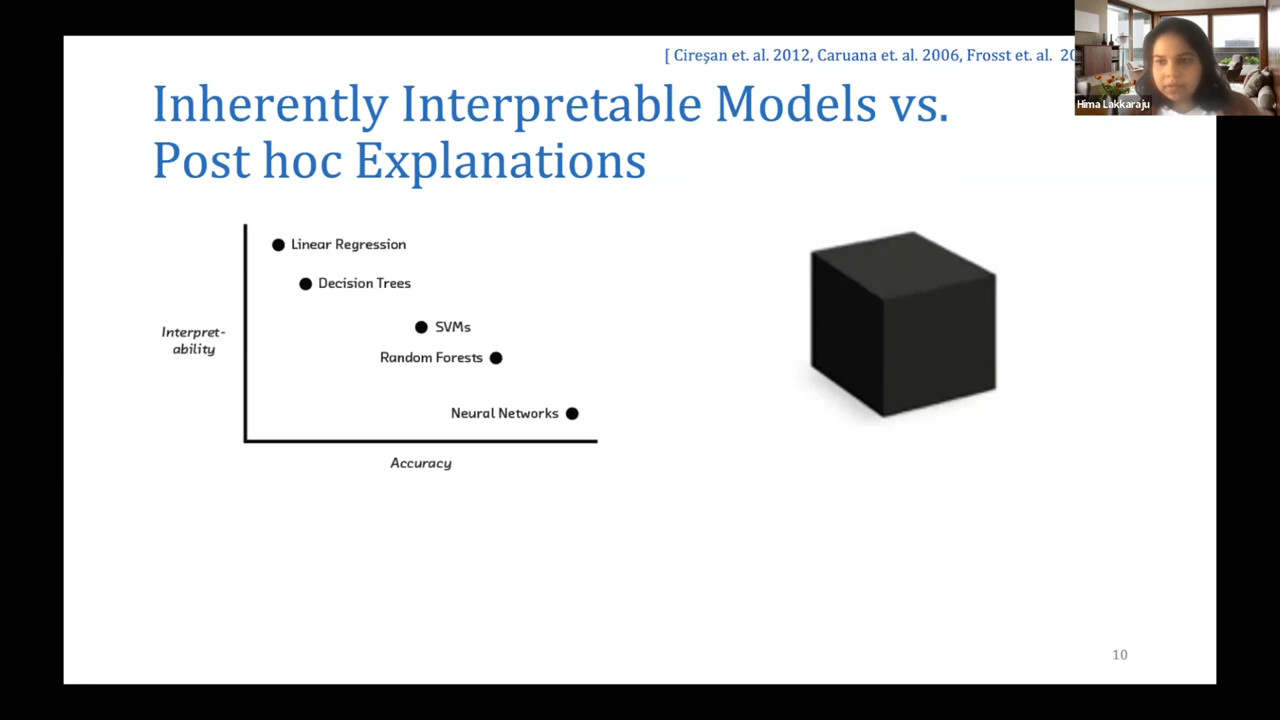 [ Cireşan et. al. 2012, Caruana et. al. 2006, Frosst et. al.
Hima Lakkaraju
Inherently Interpretable Models vs.
Post hoc Explanations
Linear Regression
Decision Trees
Interpret-
ability
SVMs
Random Forests
Neural Networks
Accuracy
10